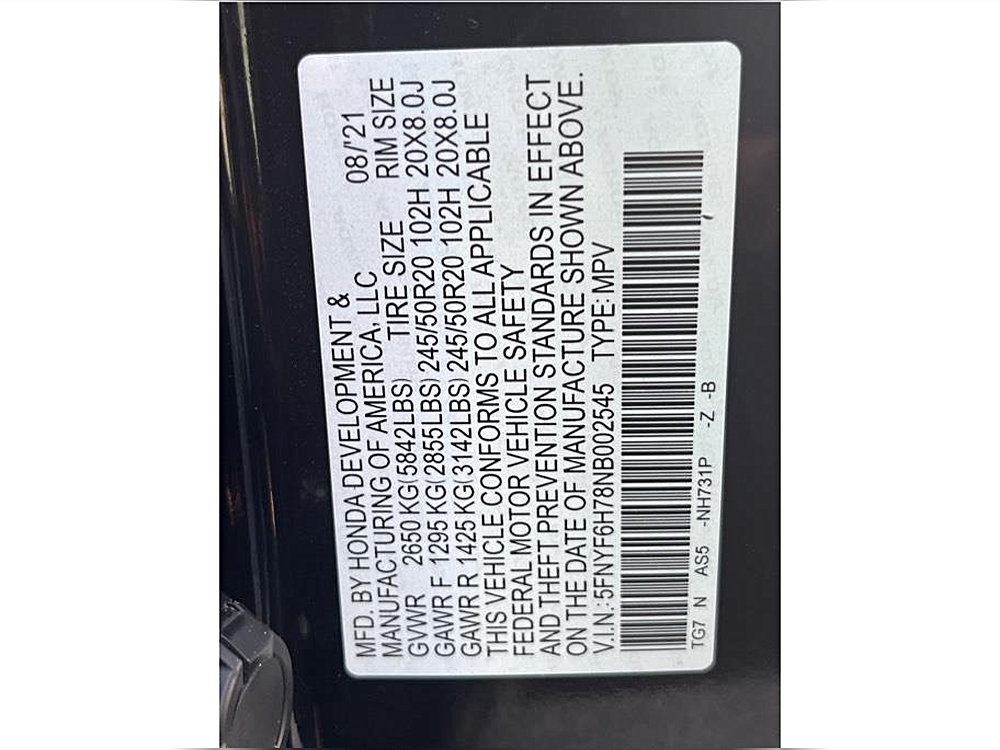 MFD. BY HONDA DEVELOPMENT & 08/'21
MANUFACTURING OF AMERICA, LLC
TIRE SIZE RIM SIZE
GVWR 2650 KG(5842LBS)
GAWR F 1295 KG(2855LBS) 245/50R20 102H 20X8.0J
GAWR R 1425 KG(3142LBS) 245/50R20 102H 20X8.0J
THIS VEHICLE CONFORMS TO ALL APPLICABLE
FEDERAL MOTOR VEHICLE SAFETY
AND THEFT PREVENTION STANDARDS IN EFFECT
ON THE DATE OF MANUFACTURE SHOWN ABOVE.
V.I.N.: 5FNYF6H78NB002545 TYPE: MPV
TG7 N AS5 -NH731P -Z -B